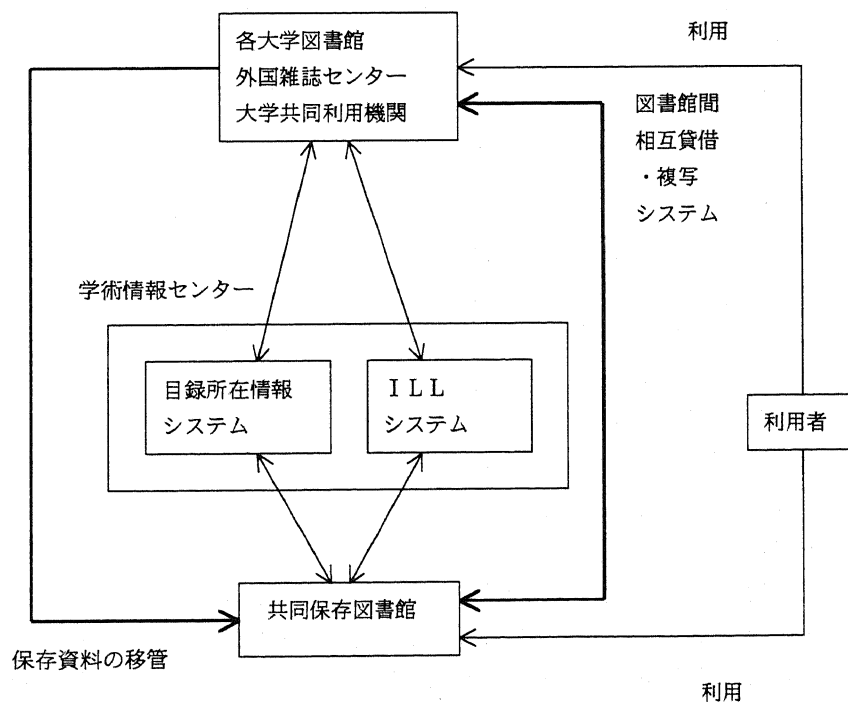 各大学図書館
外国雑誌センター
大学共同利用機関
利用
図書館間
相互貸借
・複写
システム
学術情報センター
目録所在情報
システム
ＩＬＬ
システム
利用者
共同保存図書館
保存資料の移管
利用